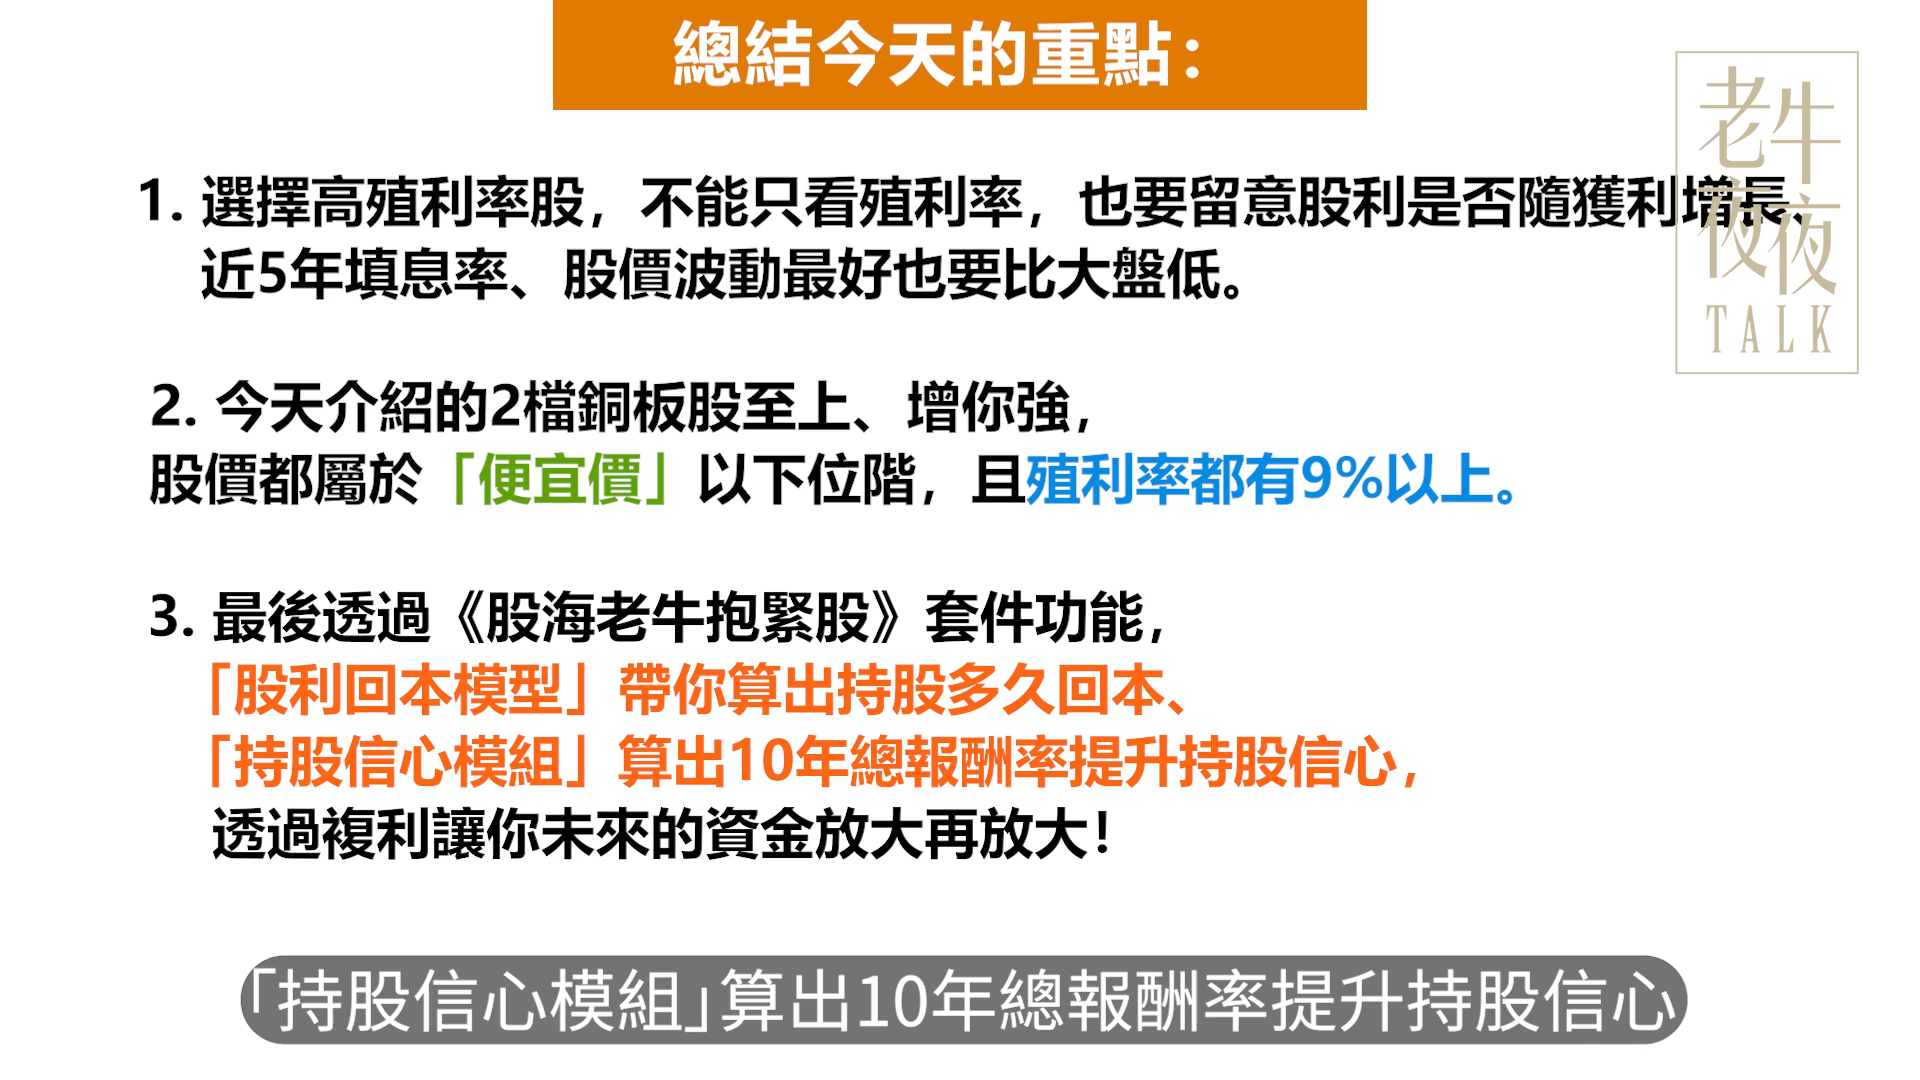 總結今天的重點：
1. 選擇高殖利率股，不能只看殖利率，也要留意股利是否隨獲利增長、
近5年填息率、股價波動最好也要比大盤低。
2. 今天介紹的2檔銅板股至上、增你強，
股價都屬於「便宜價」以下位階，且殖利率都有9%以上。
3. 最後透過《股海老牛抱緊股》套件功能，
「股利回本模型」帶你算出持股多久回本、
「持股信心模組」算出10年總報酬率提升持股信心，
透過複利讓你未來的資金放大再放大！
老牛
夜夜
TALK
「持股信心模組」算出10年總報酬率提升持股信心